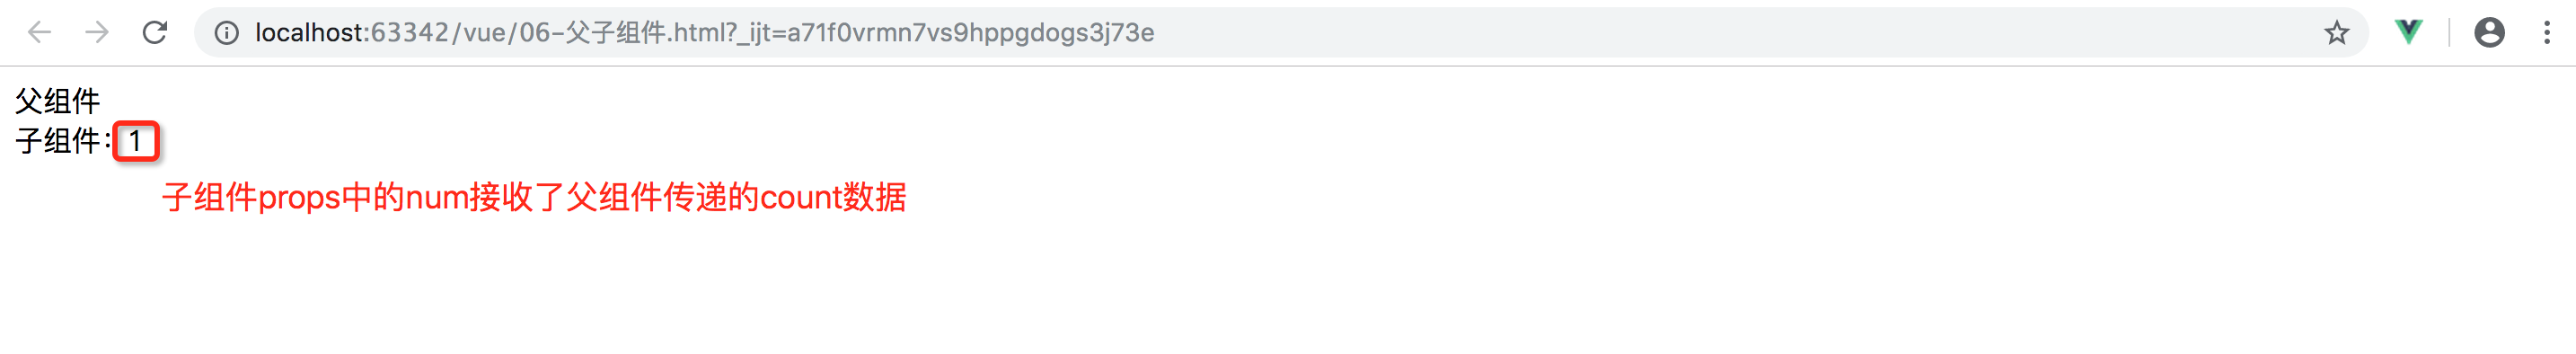 localhost:63342/vue/06-父子组件.html?_ijt=a71f0vrmn7vs9hppgdogs3j73e
父组件
子组件：1
子组件props中的num接收了父组件传递的count数据